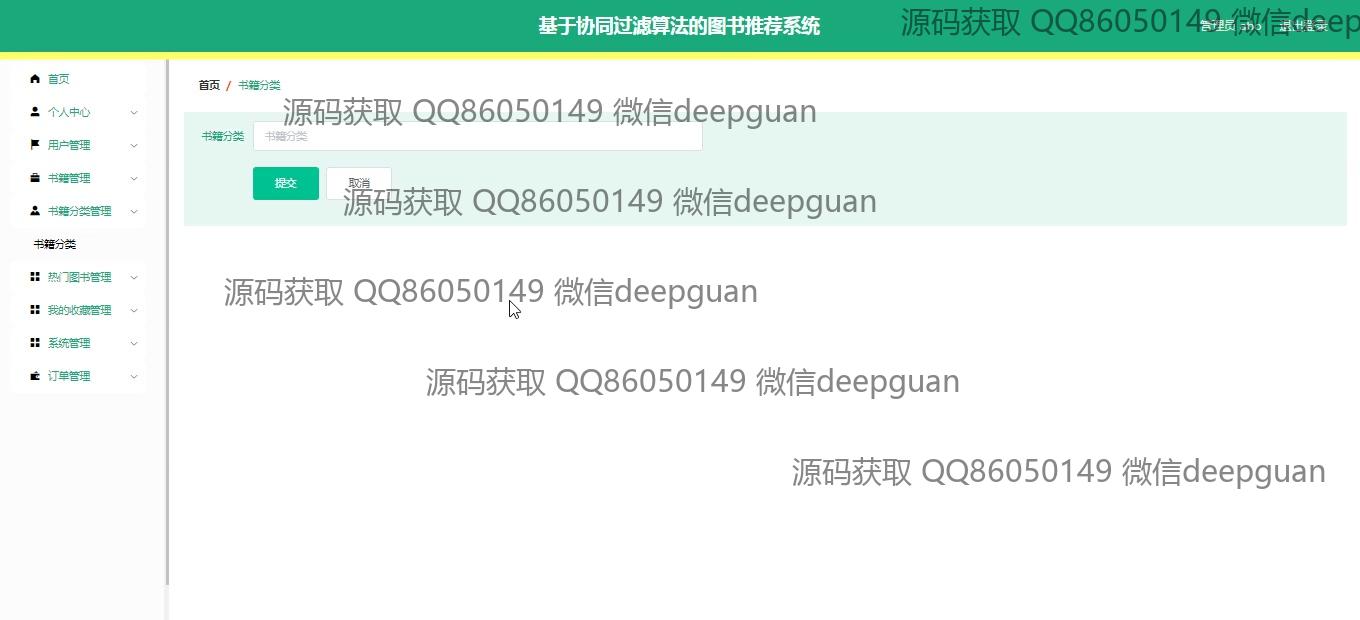 基于协同过滤算法的图书推荐系统
源码获取 QQ86050149 微信deep
管理员 abo
退出登录
首页
个人中心
用户管理
书籍管理
书籍分类管理
书籍分类
热门图书管理
我的收藏管理
系统管理
订单管理
首页 / 书籍分类
源码获取 QQ86050149 微信deepguan
书籍分类
书籍分类
提交
取消
源码获取 QQ86050149 微信deepguan
源码获取 QQ86050149 微信deepguan
源码获取 QQ86050149 微信deepguan
源码获取 QQ86050149 微信deepguan